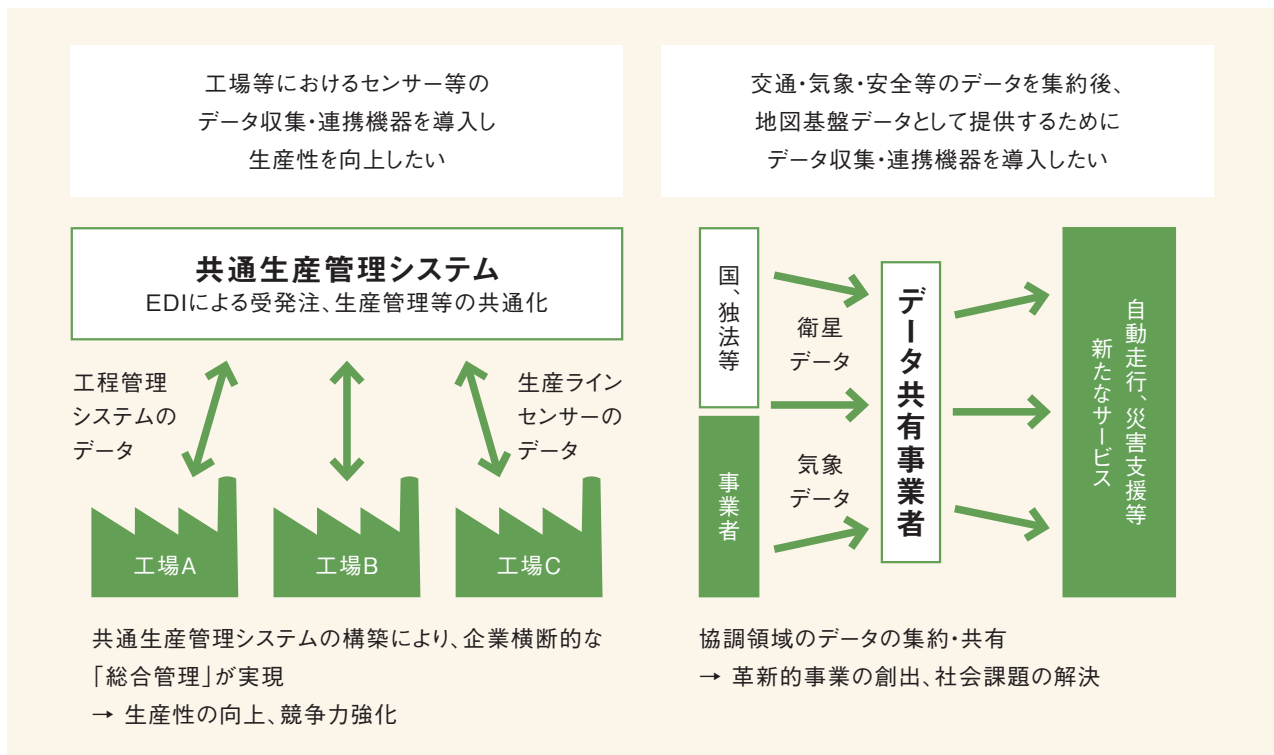 工場等におけるセンサー等の
データ収集・連携機器を導入し
生産性を向上したい
共通生産管理システム
EDIによる受発注、生産管理等の共通化
工程管理
システムの
データ
生産ライン
センサーの
データ
工場A
工場B
工場C
共通生産管理システムの構築により、企業横断的な
「総合管理」が実現
→ 生産性の向上、競争力強化
交通・気象・安全等のデータを集約後、
地図基盤データとして提供するために
データ収集・連携機器を導入したい
国、独法等
事業者
衛星
データ
気象
データ
データ共有事業者
自動走行、災害支援等
新たなサービス
協調領域のデータの集約・共有
→ 革新的事業の創出、社会課題の解決